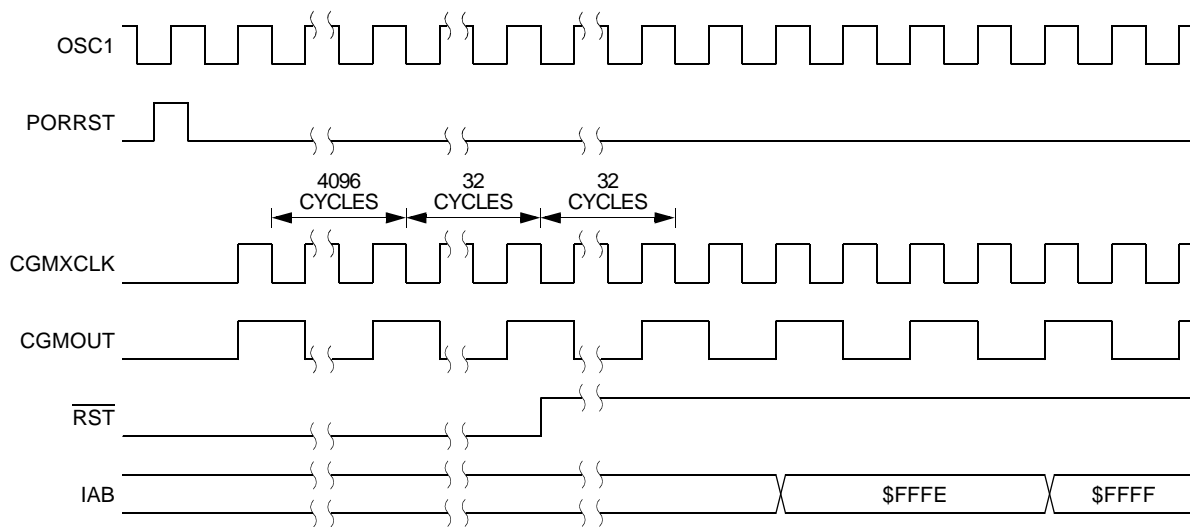 OSC1
PORRST
4096
CYCLES
32
CYCLES
32
CYCLES
CGMXCLK
CGMOUT
RST
IAB
$FFFE
$FFFF